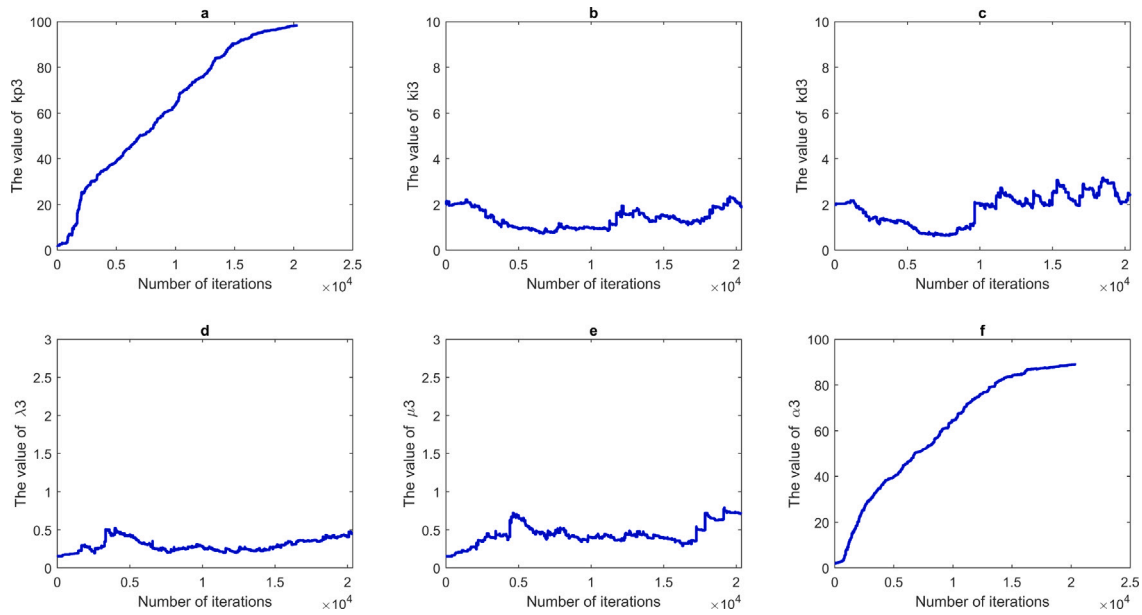 a
100
80
60
40
20
0
The value of kp3
0 0.5 1 1.5 2 2.5
Number of iterations
×10⁴
b
10
8
6
4
2
0
The value of ki3
0 0.5 1 1.5 2
Number of iterations
×10⁴
c
10
8
6
4
2
0
The value of kd3
0 0.5 1 1.5 2
Number of iterations
×10⁴
d
3
2.5
2
1.5
1
0.5
0
The value of λ3
0 0.5 1 1.5 2
Number of iterations
×10⁴
e
3
2.5
2
1.5
1
0.5
0
The value of μ3
0 0.5 1 1.5 2
Number of iterations
×10⁴
f
100
80
60
40
20
0
The value of α3
0 0.5 1 1.5 2 2.5
Number of iterations
×10⁴